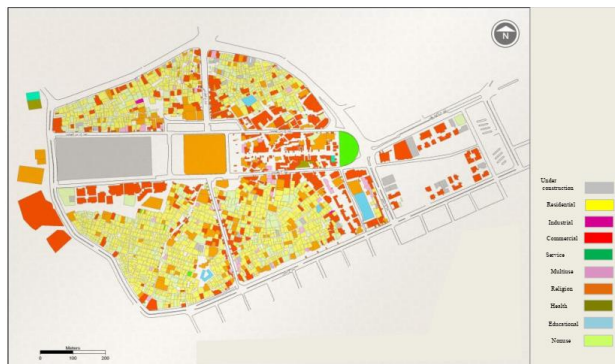 N
Under
construction
Residential
Industrial
Commercial
Service
Multiuse
Religion
Health
Educational
Nonuse
Meters
0 100 200